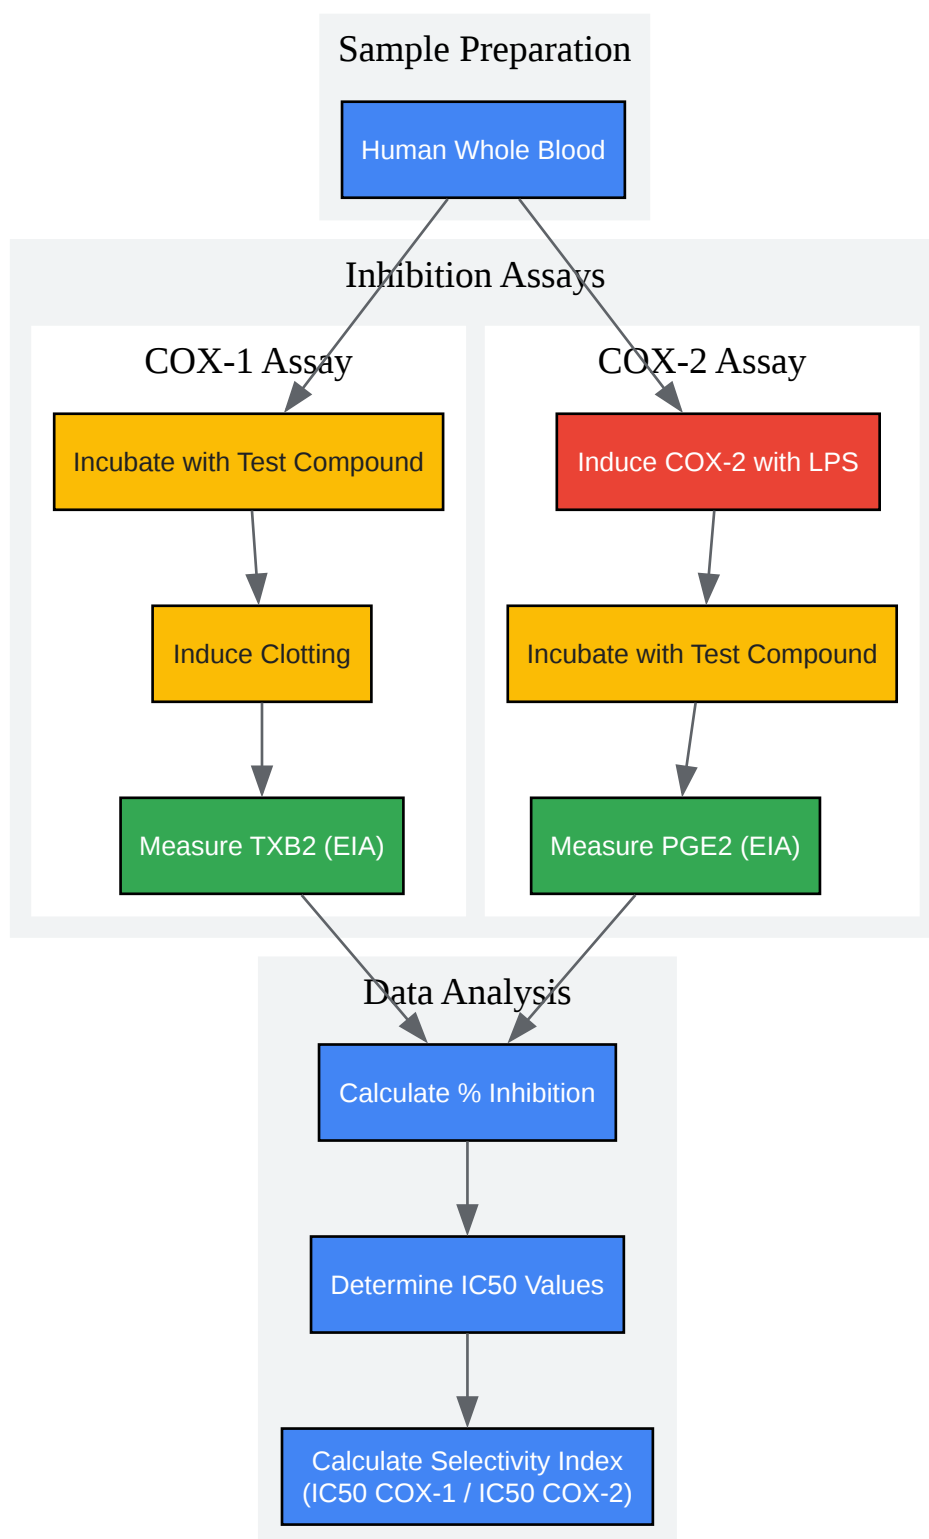 Sample Preparation
Human Whole Blood
Inhibition Assays
COX-1 Assay
Incubate with Test Compound
Induce Clotting
Measure TXB2 (EIA)
COX-2 Assay
Induce COX-2 with LPS
Incubate with Test Compound
Measure PGE2 (EIA)
Data Analysis
Calculate % Inhibition
Determine IC50 Values
Calculate Selectivity Index
(IC50 COX-1 / IC50 COX-2)